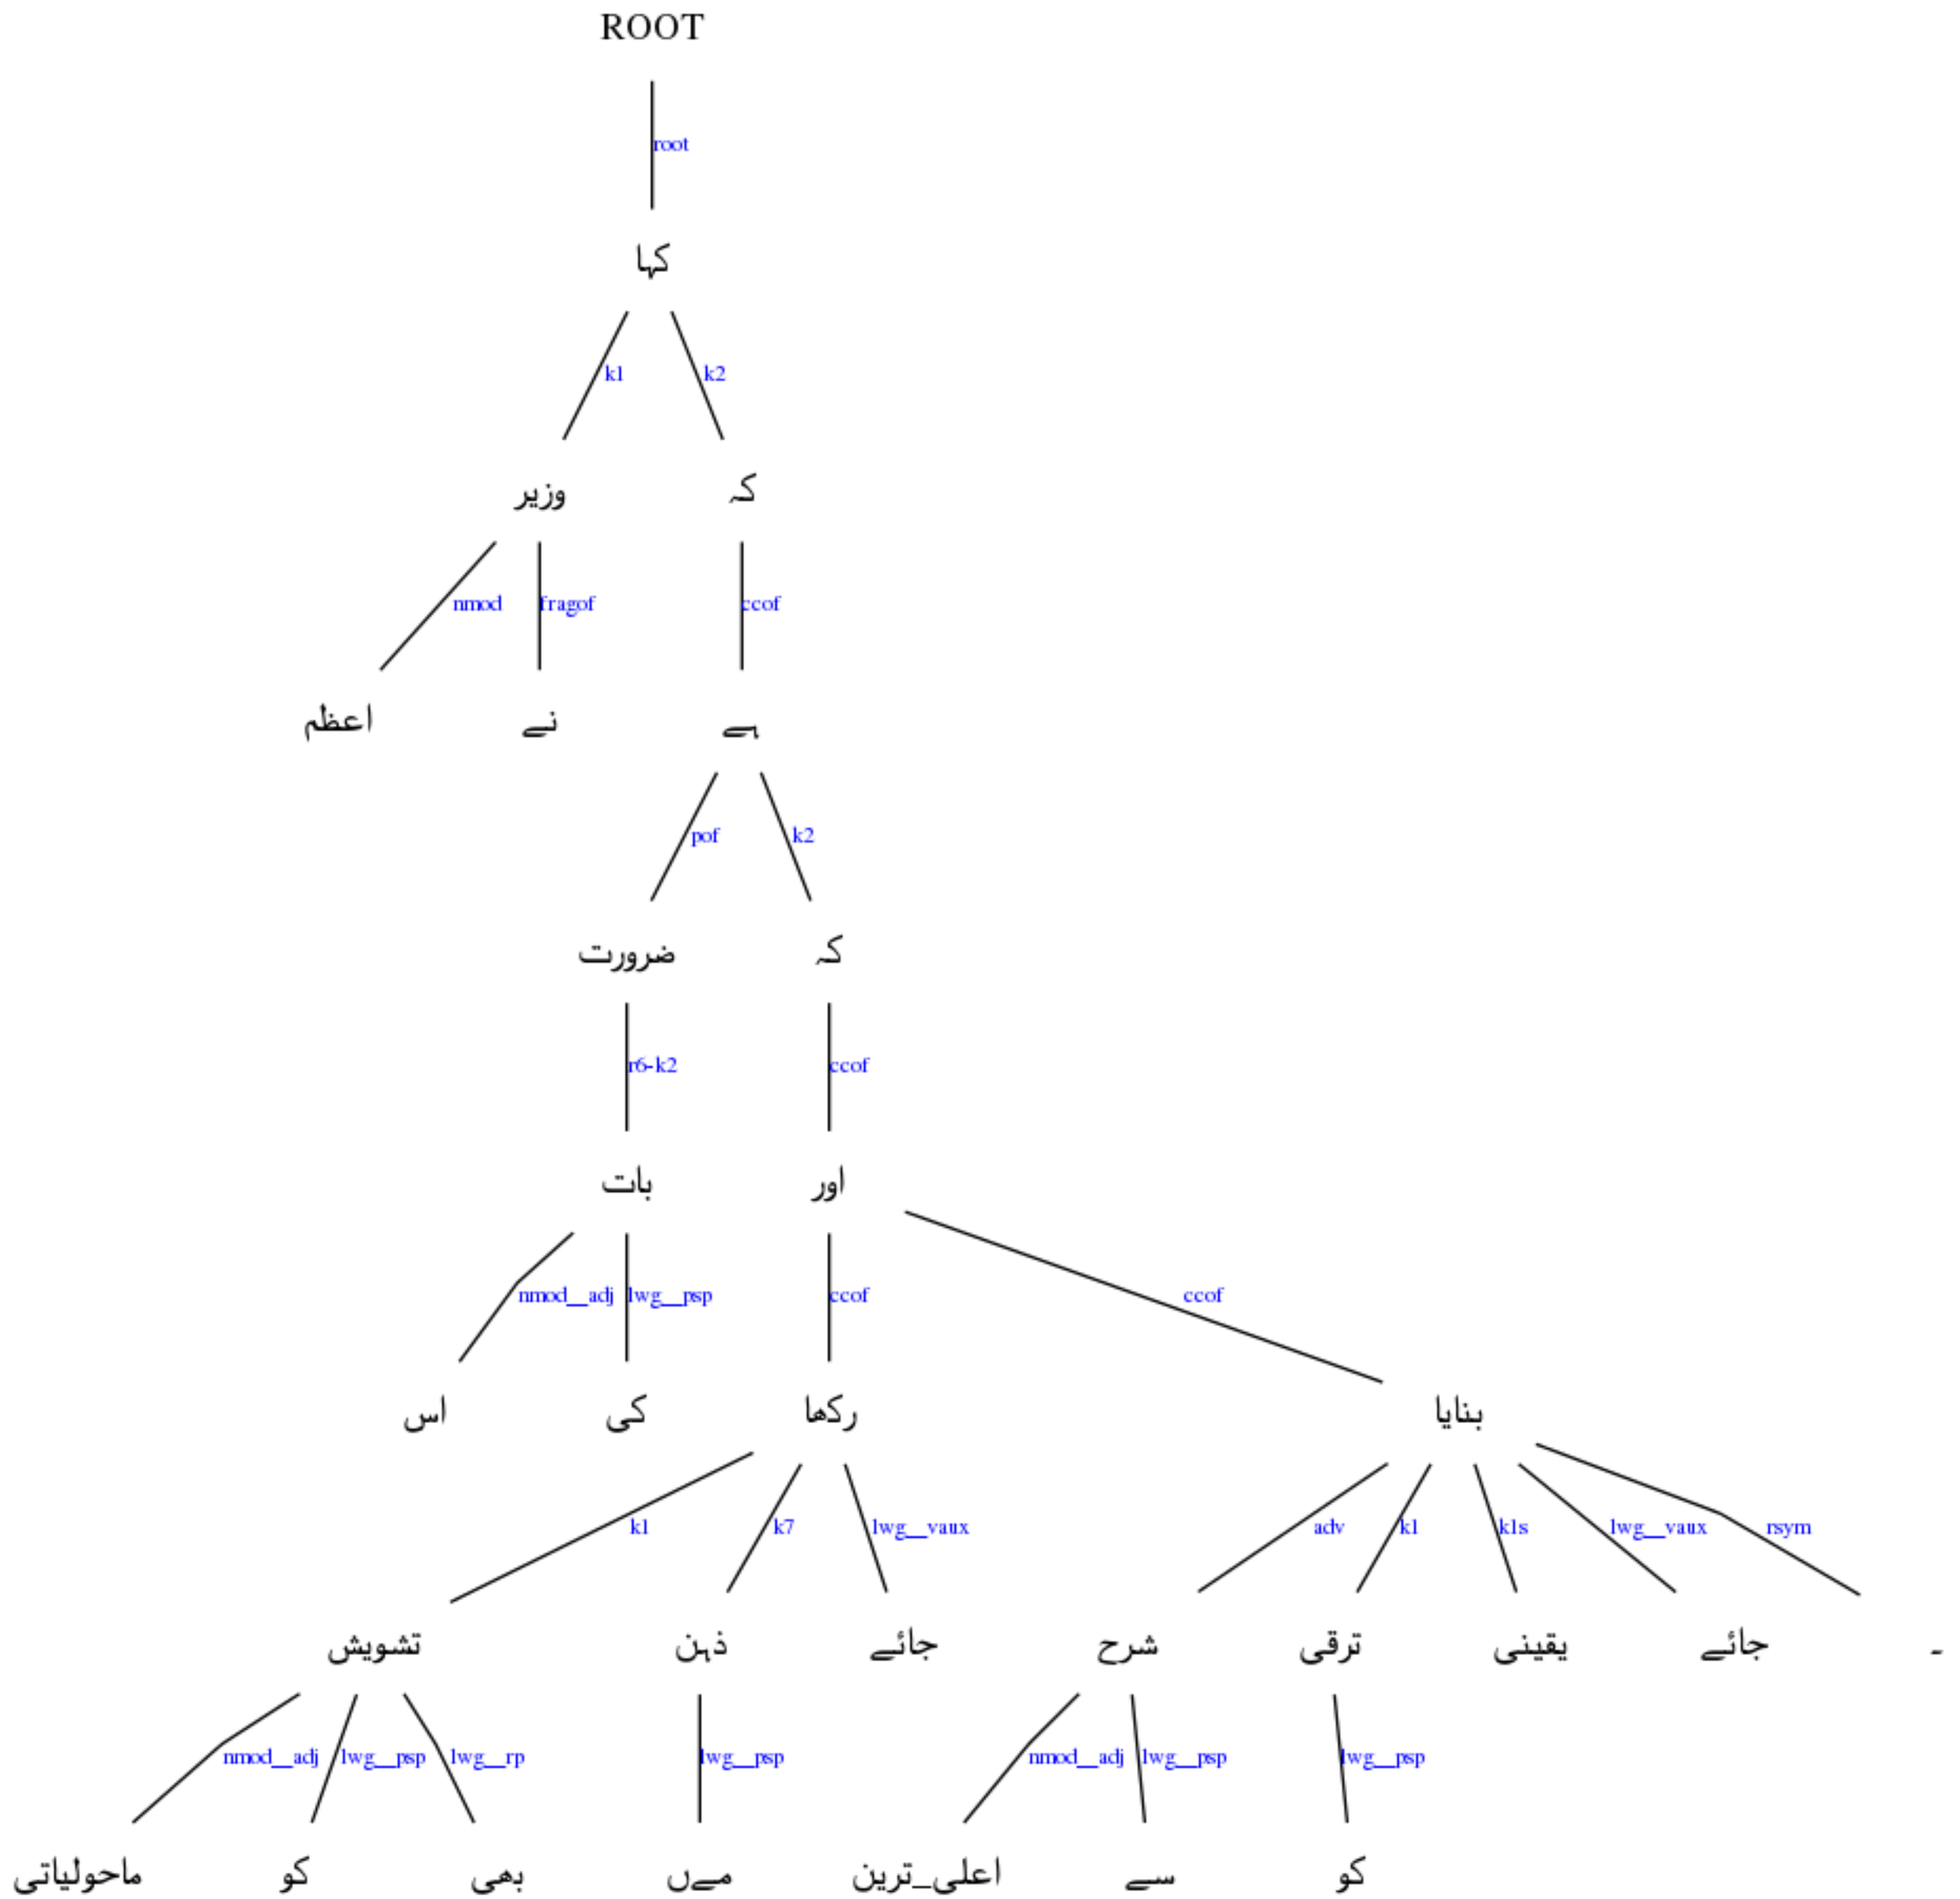 ROOT
root
کہا
k1 k2
وزیر کہ
nmod fragof ccof
اعظم نے ہے
pof k2
ضرورت کہ
r6-k2 ccof
بات اور
nmod__adj lwg__psp ccof ccof
اس کی رکھا بنایا
k1 k7 lwg__vaux adv k1 k1s lwg__vaux rsym
تشویش ذہن جائے شرح ترقی یقینی جائے ۔
nmod__adj lwg__psp lwg__rp lwg__psp nmod__adj lwg__psp lwg__psp
ماحولیاتی کو بھی مےں اعلی_ترین سے کو